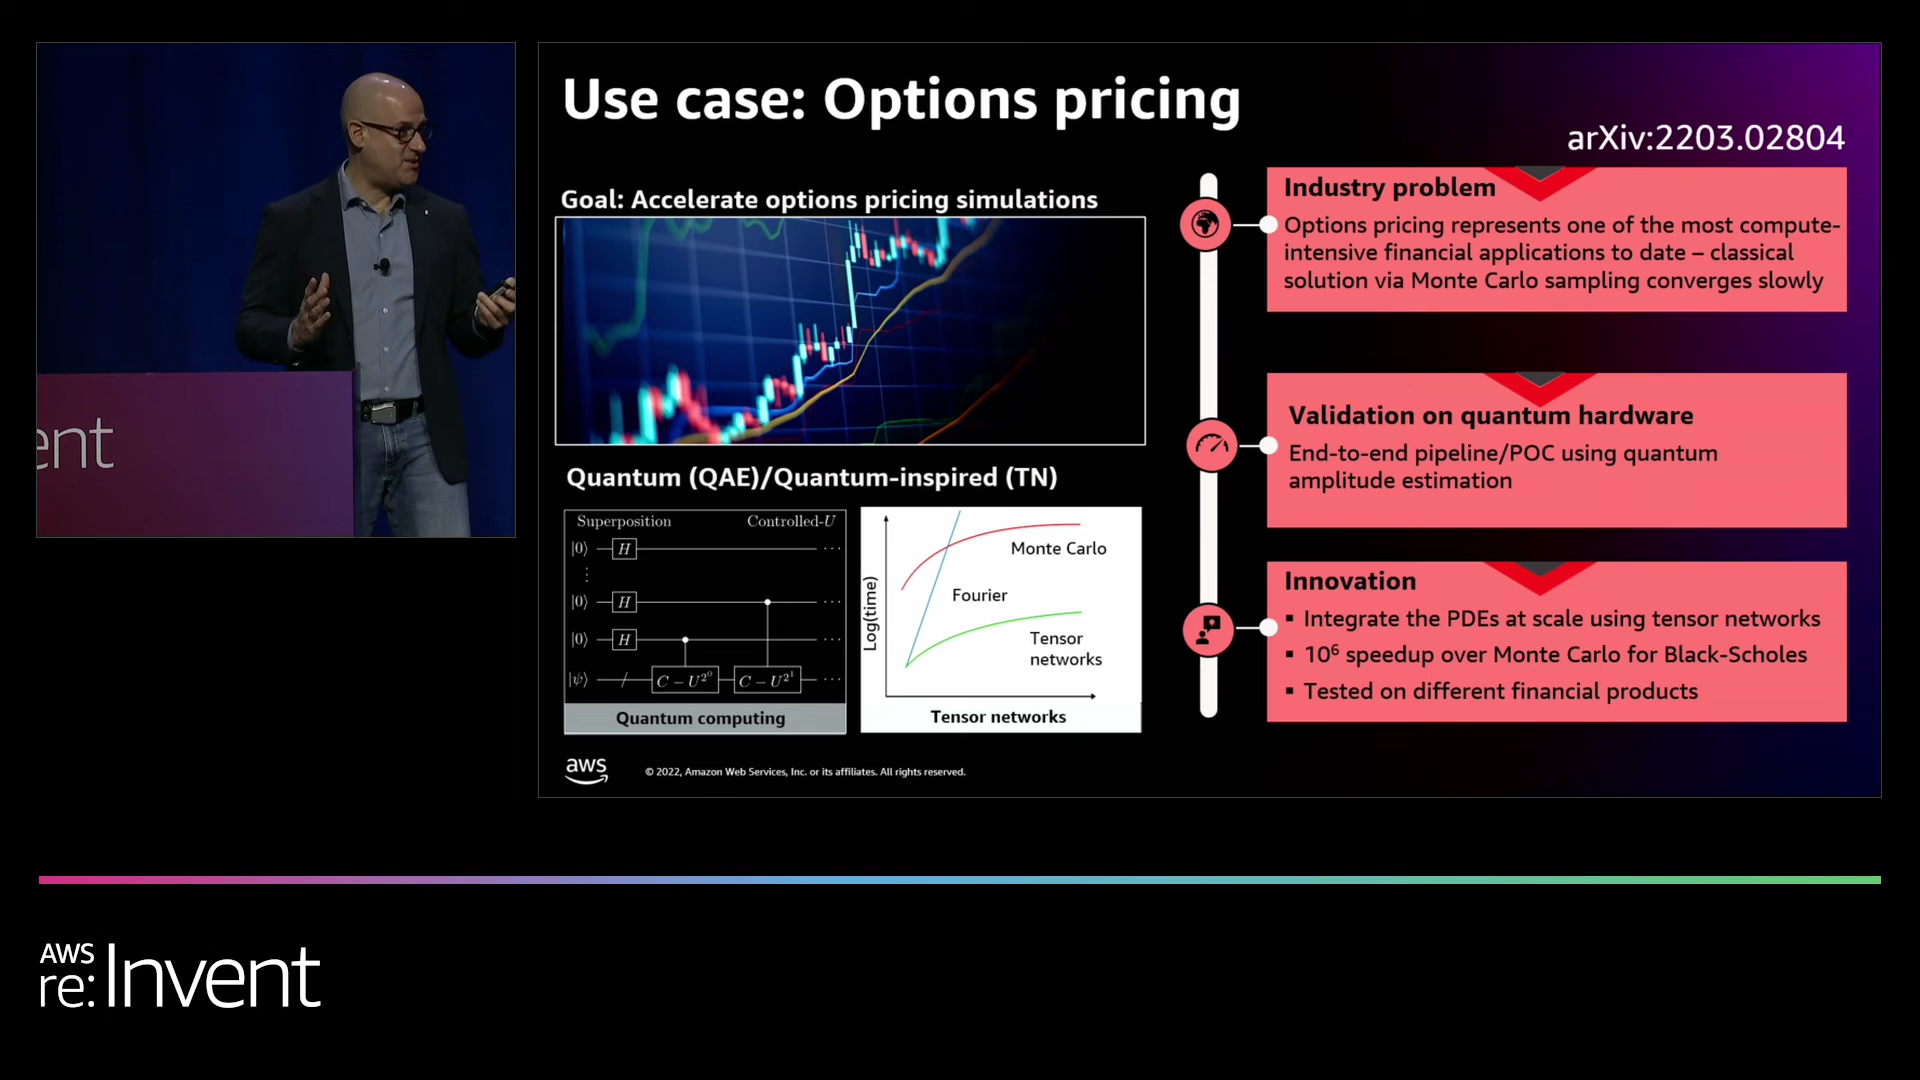 ent
Use case: Options pricing
arXiv:2203.02804
Goal: Accelerate options pricing simulations
Quantum (QAE)/Quantum-inspired (TN)
Superposition Controlled-U
|0⟩ H ···
⋮
|0⟩ H ···
|0⟩ H ···
|ψ⟩ C − U^{2^0} C − U^{2^1} ···
Quantum computing
Log(time)
Monte Carlo
Fourier
Tensor
networks
Tensor networks
Industry problem
Options pricing represents one of the most compute-
intensive financial applications to date – classical
solution via Monte Carlo sampling converges slowly
Validation on quantum hardware
End-to-end pipeline/POC using quantum
amplitude estimation
Innovation
▪ Integrate the PDEs at scale using tensor networks
▪ 10⁶ speedup over Monte Carlo for Black-Scholes
▪ Tested on different financial products
aws
© 2022, Amazon Web Services, Inc. or its affiliates. All rights reserved.
AWS
re:Invent